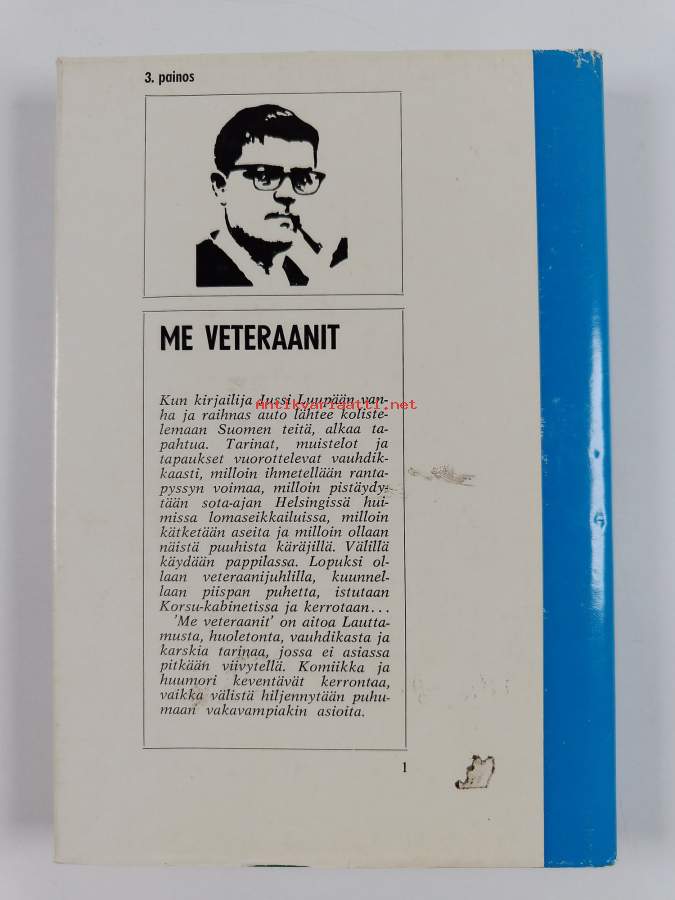 3. painos
ME VETERAANIT
Kun kirjailija Jussi Luupään van-
Antikvariaatti.net
ha ja raihnas auto lähtee koliste-
lemaan Suomen teitä, alkaa ta-
pahtua. Tarinat, muistelot ja
tapaukset vuorottelevat vauhdik-
kaasti, milloin ihmetellään ranta-
pyssyn voimaa, milloin pistäydy-
tään sota-ajan Helsingissä hui-
missa lomaseikkailuissa, milloin
kätketään aseita ja milloin ollaan
näistä puuhista käräjillä. Välillä
käydään pappilassa. Lopuksi ol-
laan veteraanijuhlilla, kuunnel-
laan piispan puhetta, istutaan
Korsu-kabinetissa ja kerrotaan...
'Me veteraanit' on aitoa Lautta-
musta, huoletonta, vauhdikasta ja
karskia tarinaa, jossa ei asiassa
pitkään viivytellä. Komiikka ja
huumori keventävät kerrontaa,
vaikka välistä hiljennytään puhu-
maan vakavampiakin asioita.
1